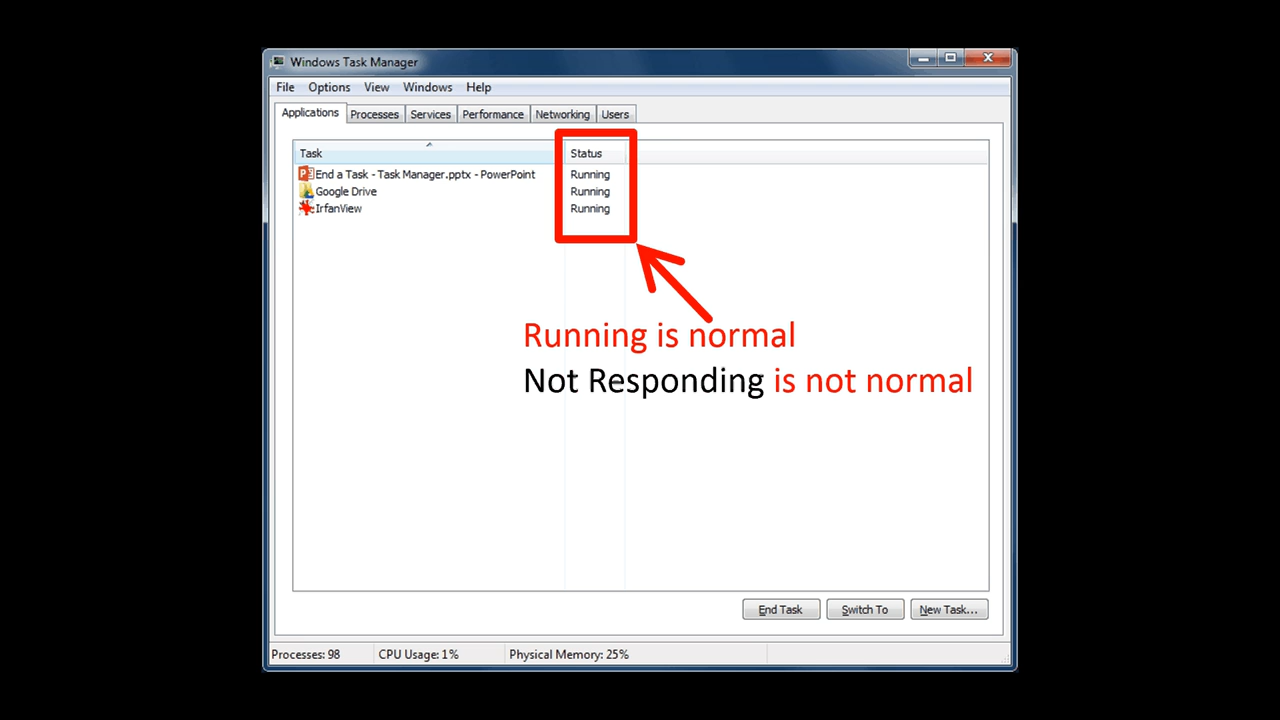 Windows Task Manager
File Options View Windows Help
Applications Processes Services Performance Networking Users
Task Status
End a Task - Task Manager.pptx - PowerPoint Running
Google Drive Running
IrfanView Running
Running is normal
Not Responding is not normal
End Task Switch To New Task...
Processes: 98 CPU Usage: 1% Physical Memory: 25%